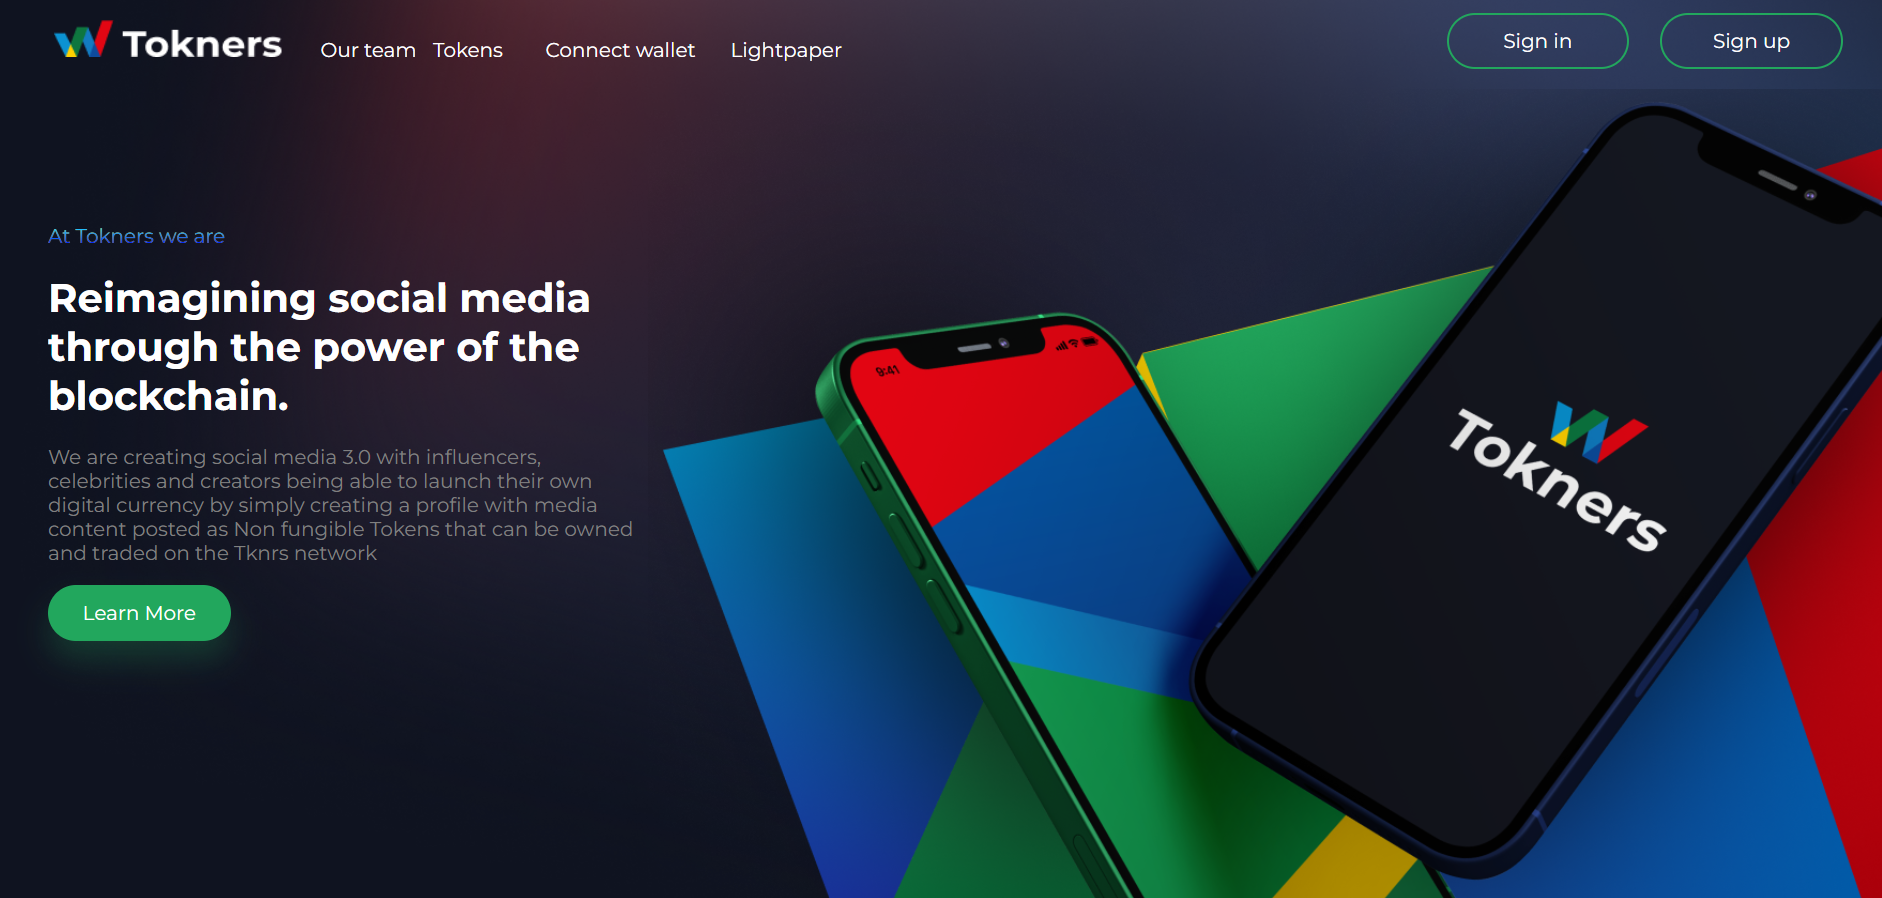 Tokners
Our team Tokens Connect wallet Lightpaper
Sign in Sign up
At Tokners we are
Reimagining social media
through the power of the
blockchain.
We are creating social media 3.0 with influencers,
celebrities and creators being able to launch their own
digital currency by simply creating a profile with media
content posted as Non fungible Tokens that can be owned
and traded on the Tknrs network
Learn More
9:41
Tokners